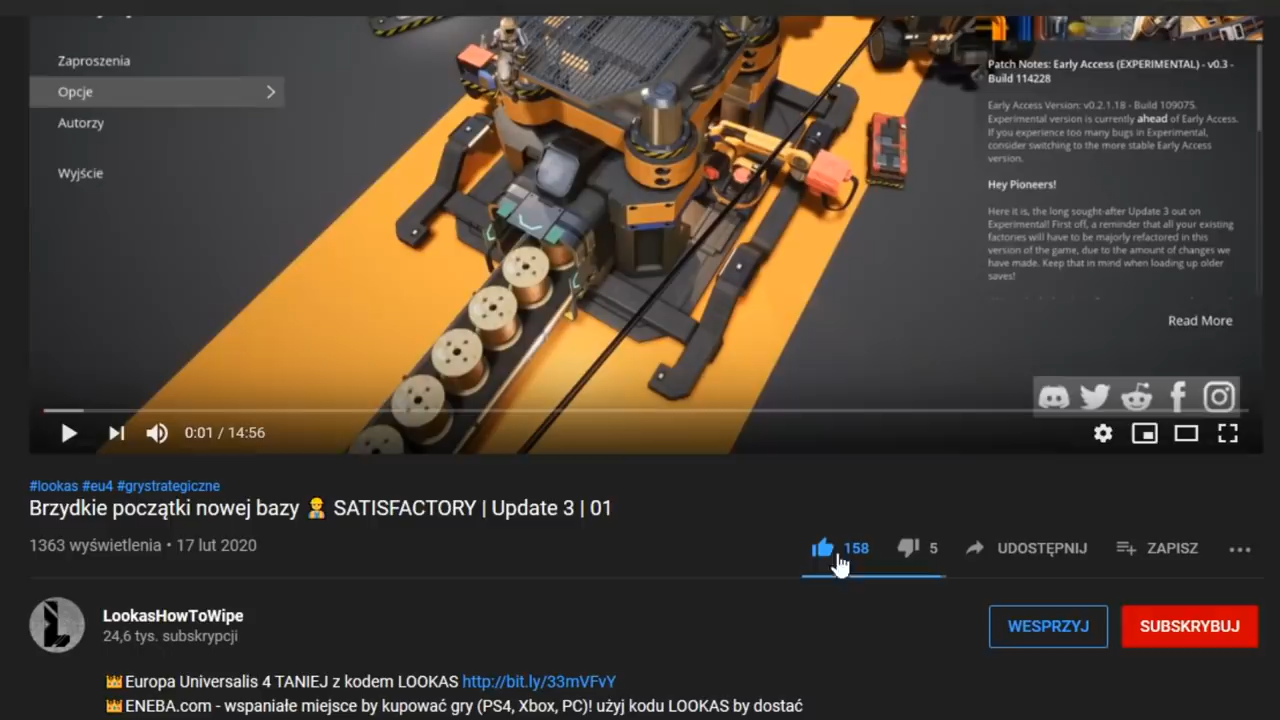 Zaproszenia
Opcje
Autorzy
Wyjście
Patch Notes: Early Access (EXPERIMENTAL) - v0.3 -
Build 114228
Early Access Version: v0.2.1.18 - Build 109075.
Experimental version is currently ahead of Early Access.
If you experience too many bugs in Experimental,
consider switching to the more stable Early Access
version.
Hey Pioneers!
Here it is, the long sought-after Update 3 out on
Experimental! First off, a reminder that all your existing
factories will have to be majorly refactored in this
version of the game, due to the amount of changes we
have made. Keep that in mind when loading up older
saves!
Read More
0:01 / 14:56
#lookas #eu4 #grystrategiczne
Brzydkie początki nowej bazy 👷 SATISFACTORY | Update 3 | 01
1363 wyświetlenia • 17 lut 2020
158
5
UDOSTĘPNIJ
ZAPISZ
LookasHowToWipe
24,6 tys. subskrypcji
WESPRZYJ
SUBSKRYBUJ
👑Europa Universalis 4 TANIEJ z kodem LOOKAS http://bit.ly/33mVFvY
👑ENEBA.com - wspaniałe miejsce by kupować gry (PS4, Xbox, PC)! użyj kodu LOOKAS by dostać